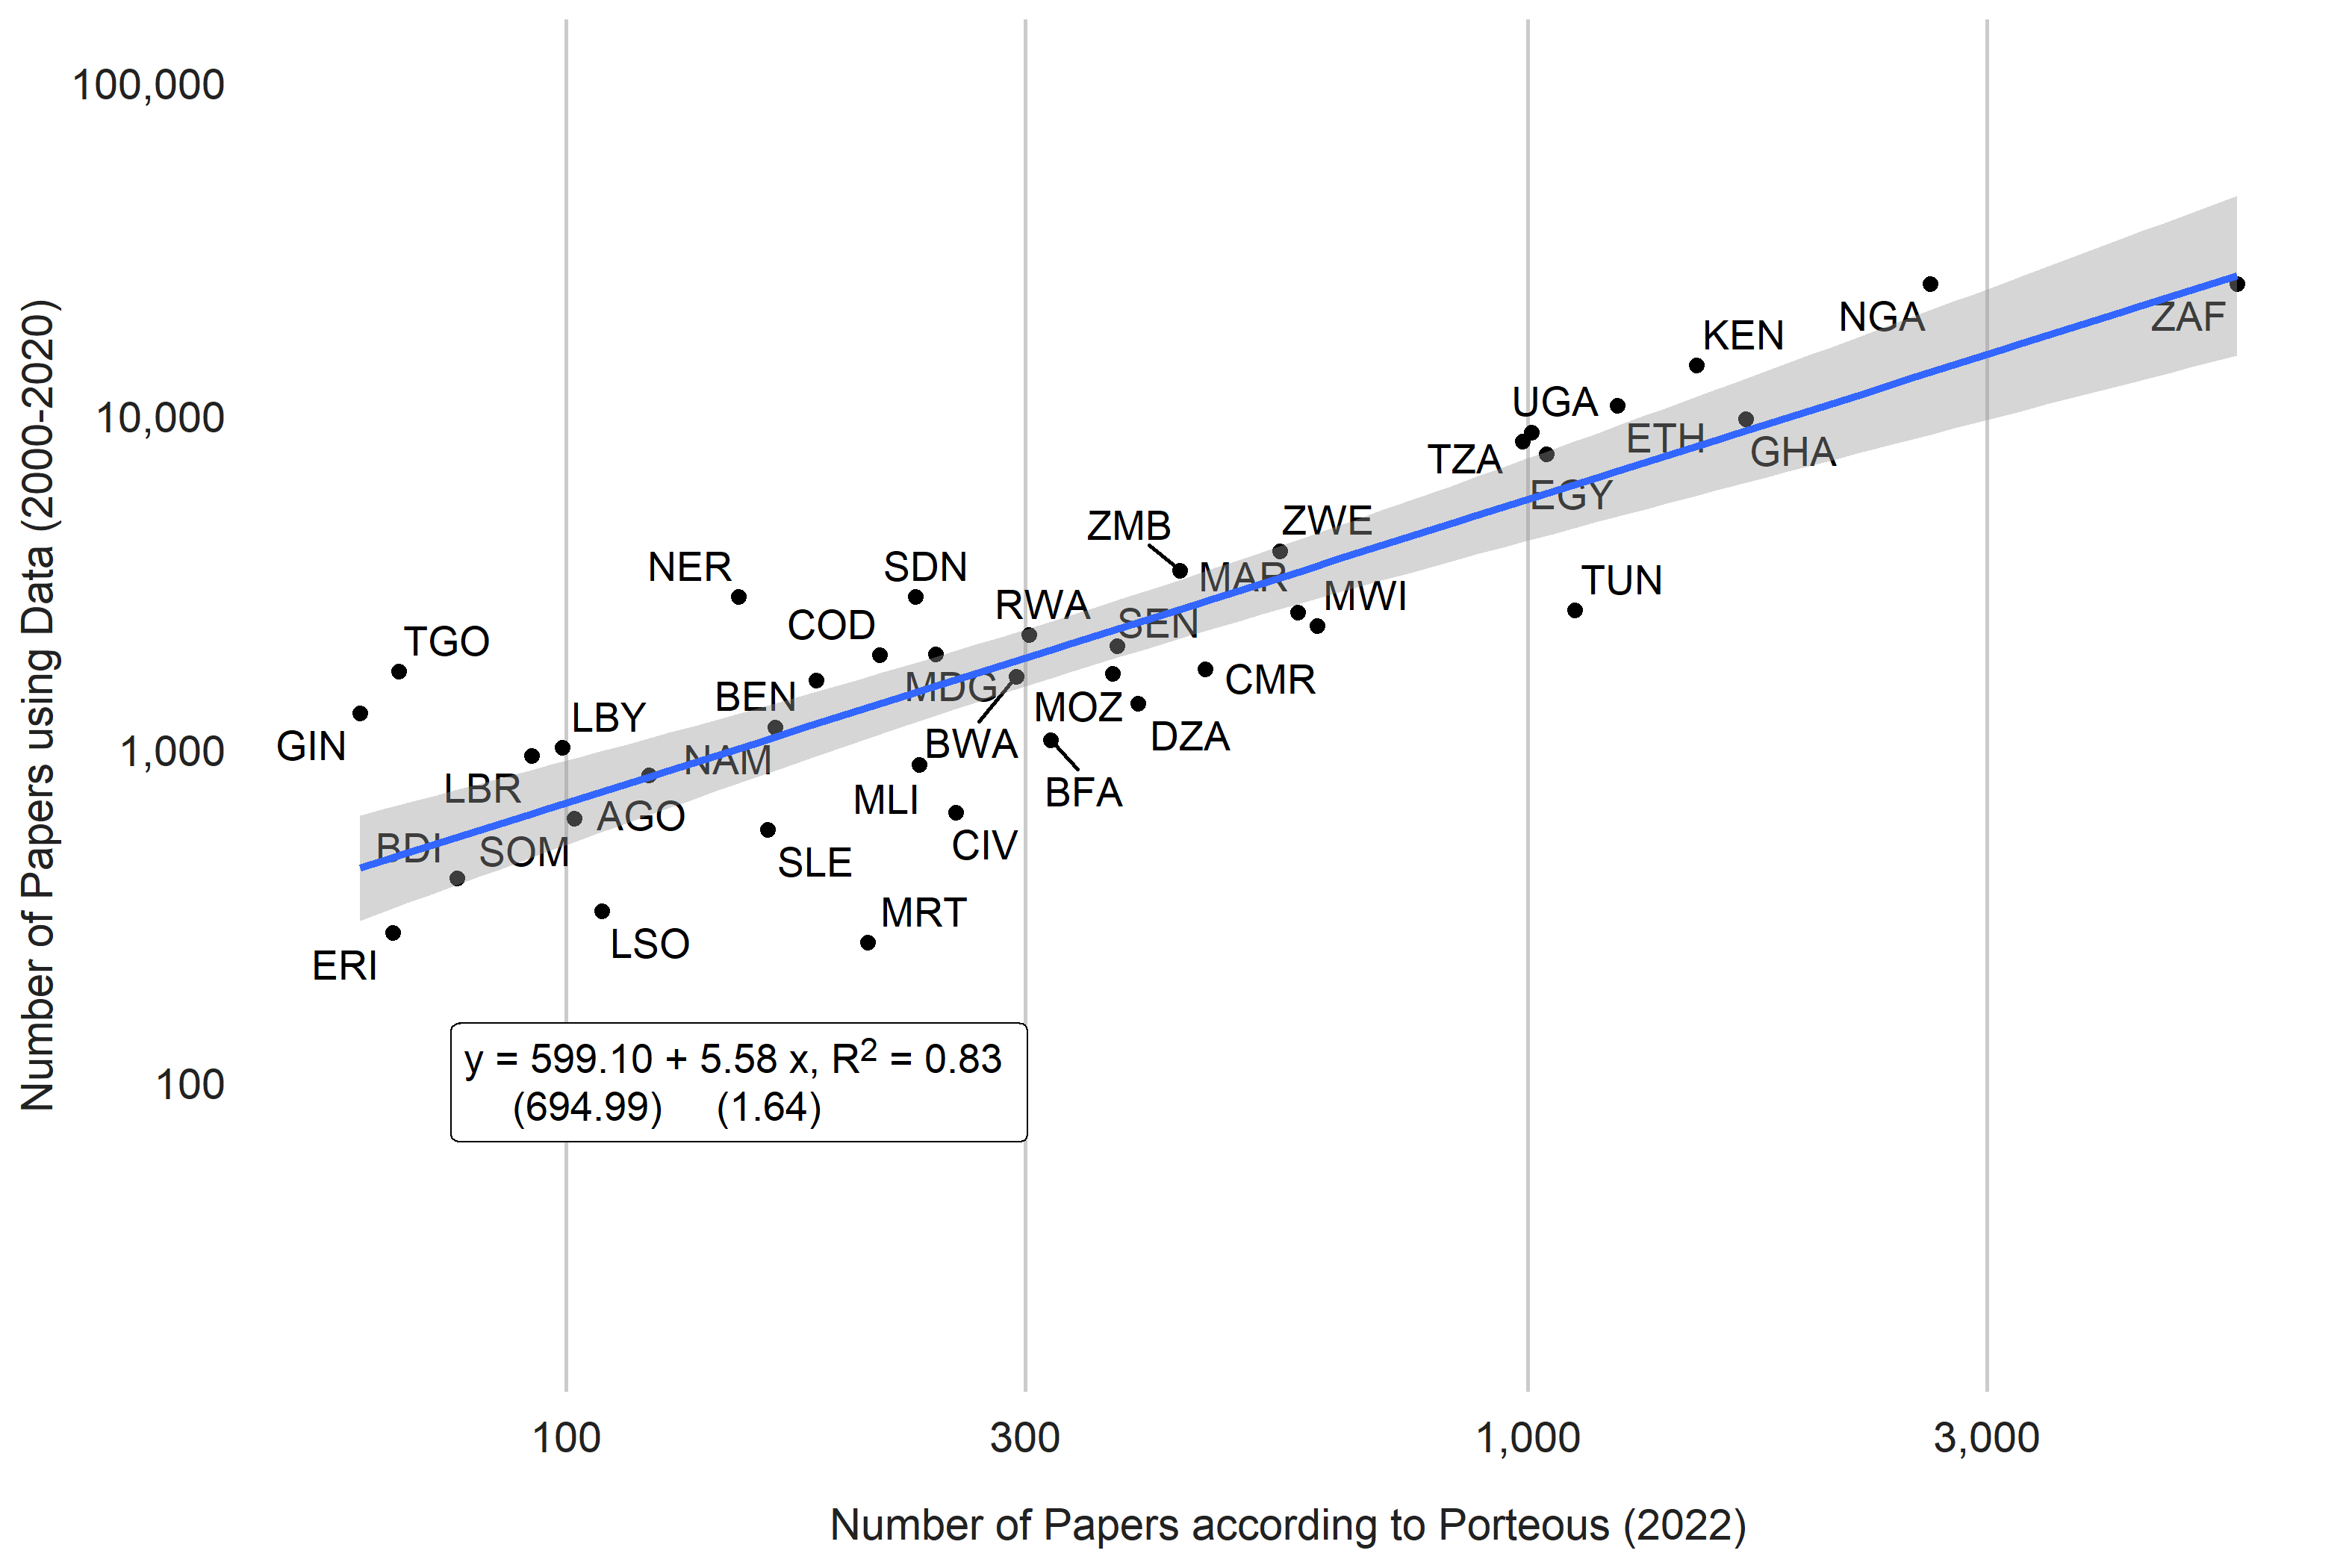 100,000
10,000
1,000
100
Number of Papers using Data (2000-2020)
NGA
ZAF
KEN
UGA
ETH
GHA
TZA
EGY
ZMB
ZWE
NER
SDN
MAR
MWI
TUN
RWA
COD
SEN
TGO
MDG
CMR
BEN
MOZ
LBY
DZA
GIN
BWA
NAM
LBR
BFA
MLI
AGO
BDI
SOM
CIV
SLE
MRT
LSO
ERI
y = 599.10 + 5.58 x, R² = 0.83
(694.99) (1.64)
100 300 1,000 3,000
Number of Papers according to Porteous (2022)